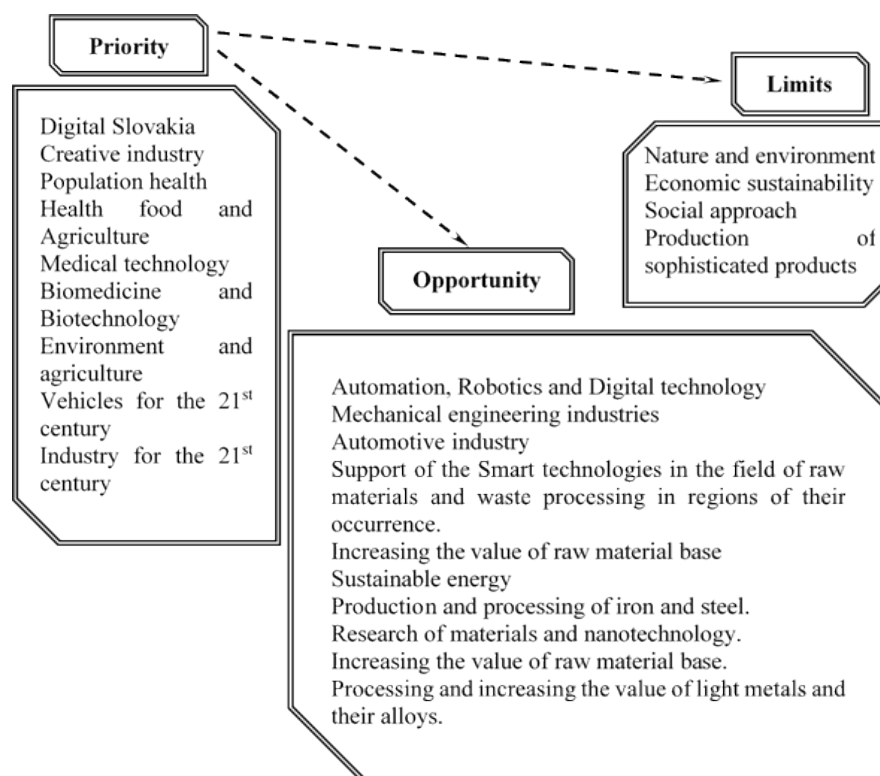 Priority
Digital Slovakia
Creative industry
Population health
Health food and
Agriculture
Medical technology
Biomedicine and
Biotechnology
Environment and
agriculture
Vehicles for the 21st
century
Industry for the 21st
century
Limits
Nature and environment
Economic sustainability
Social approach
Production of
sophisticated products
Opportunity
Automation, Robotics and Digital technology
Mechanical engineering industries
Automotive industry
Support of the Smart technologies in the field of raw
materials and waste processing in regions of their
occurrence.
Increasing the value of raw material base
Sustainable energy
Production and processing of iron and steel.
Research of materials and nanotechnology.
Increasing the value of raw material base.
Processing and increasing the value of light metals and
their alloys.